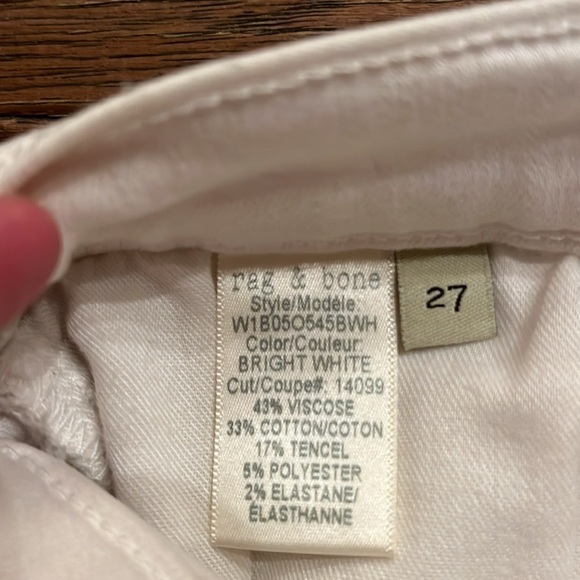 rag & bone
Style/Modèle:
W1B05O545BWH
Color/Couleur:
BRIGHT WHITE
Cut/Coupe#: 14099
43% VISCOSE
33% COTTON/COTON
17% TENCEL
5% POLYESTER
2% ELASTANE/
ÉLASTHANNE
27